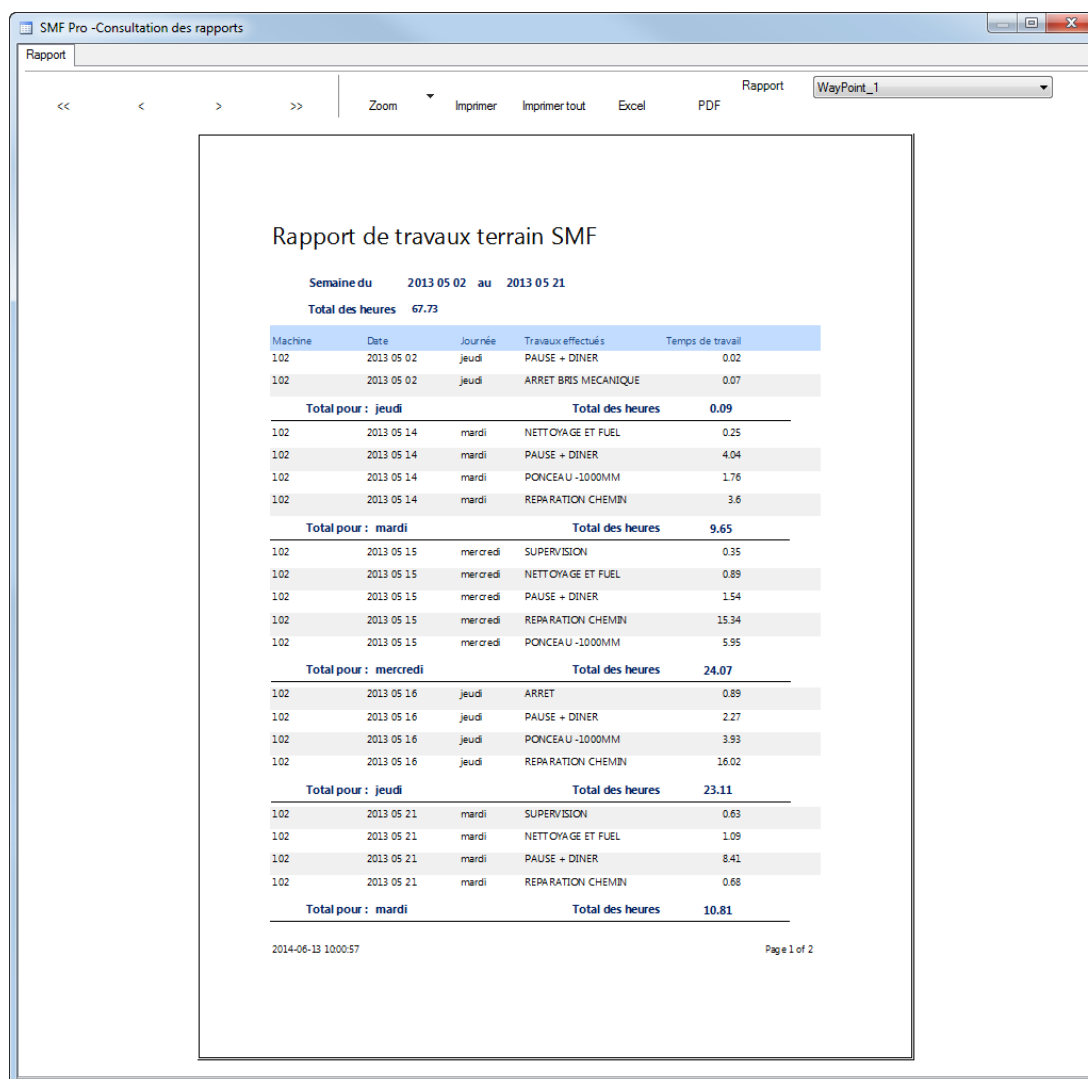 SMF Pro -Consultation des rapports
Rapport
<< < > >> Zoom Imprimer Imprimer tout Excel PDF Rapport WayPoint_1
Rapport de travaux terrain SMF
Semaine du 2013 05 02 au 2013 05 21
Total des heures 67.73
Machine Date Journée Travaux effectués Temps de travail
102 2013 05 02 jeudi PAUSE + DINER 0.02
102 2013 05 02 jeudi ARRET BRIS MECANIQUE 0.07
Total pour : jeudi Total des heures 0.09
102 2013 05 14 mardi NETTOYAGE ET FUEL 0.25
102 2013 05 14 mardi PAUSE + DINER 4.04
102 2013 05 14 mardi PONCEAU -1000MM 1.76
102 2013 05 14 mardi REPARATION CHEMIN 3.6
Total pour : mardi Total des heures 9.65
102 2013 05 15 mercredi SUPERVISION 0.35
102 2013 05 15 mercredi NETTOYAGE ET FUEL 0.89
102 2013 05 15 mercredi PAUSE + DINER 1.54
102 2013 05 15 mercredi REPARATION CHEMIN 15.34
102 2013 05 15 mercredi PONCEAU -1000MM 5.95
Total pour : mercredi Total des heures 24.07
102 2013 05 16 jeudi ARRET 0.89
102 2013 05 16 jeudi PAUSE + DINER 2.27
102 2013 05 16 jeudi PONCEAU -1000MM 3.93
102 2013 05 16 jeudi REPARATION CHEMIN 16.02
Total pour : jeudi Total des heures 23.11
102 2013 05 21 mardi SUPERVISION 0.63
102 2013 05 21 mardi NETTOYAGE ET FUEL 1.09
102 2013 05 21 mardi PAUSE + DINER 8.41
102 2013 05 21 mardi REPARATION CHEMIN 0.68
Total pour : mardi Total des heures 10.81
2014-06-13 10:00:57 Page 1 of 2